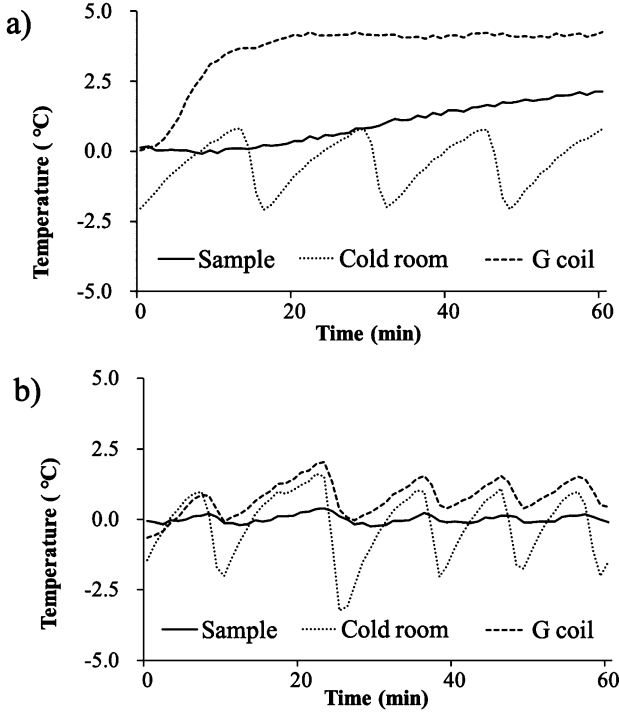 a)
5.0
2.5
0.0
-2.5
-5.0
Temperature ( °C)
Sample Cold room G coil
0 20 40 60
Time (min)
b)
5.0
2.5
0.0
-2.5
-5.0
Temperature ( °C)
Sample Cold room G coil
0 20 40 60
Time (min)